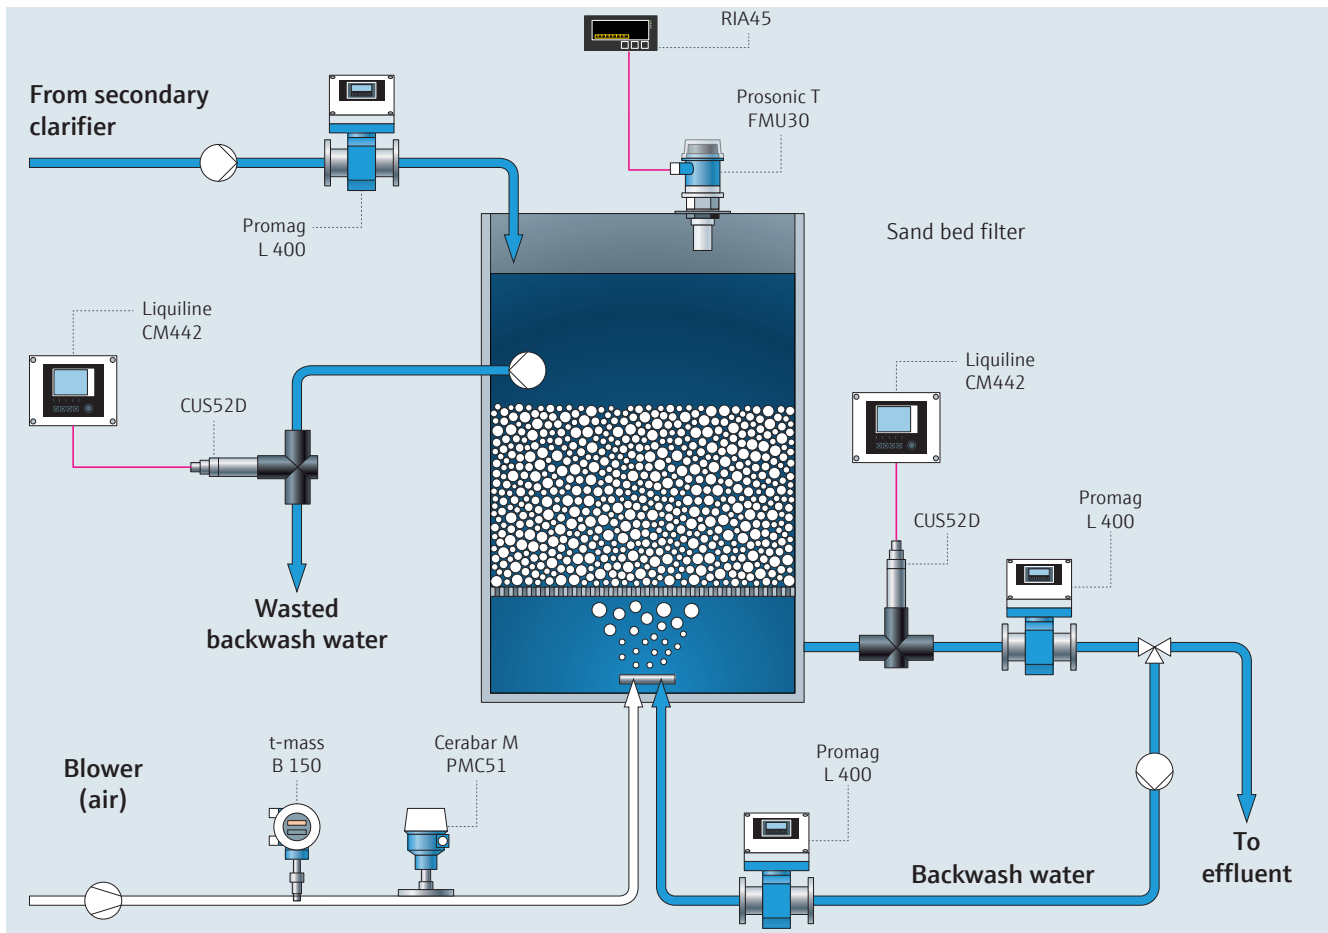 RIA45
From secondary
clarifier
Prosonic T
FMU30
Promag
L 400
Sand bed filter
Liquiline
CM442
Liquiline
CM442
CUS52D
Promag
L 400
CUS52D
Wasted
backwash water
t-mass
B 150
Cerabar M
PMC51
Promag
L 400
Blower
(air)
To
effluent
Backwash water